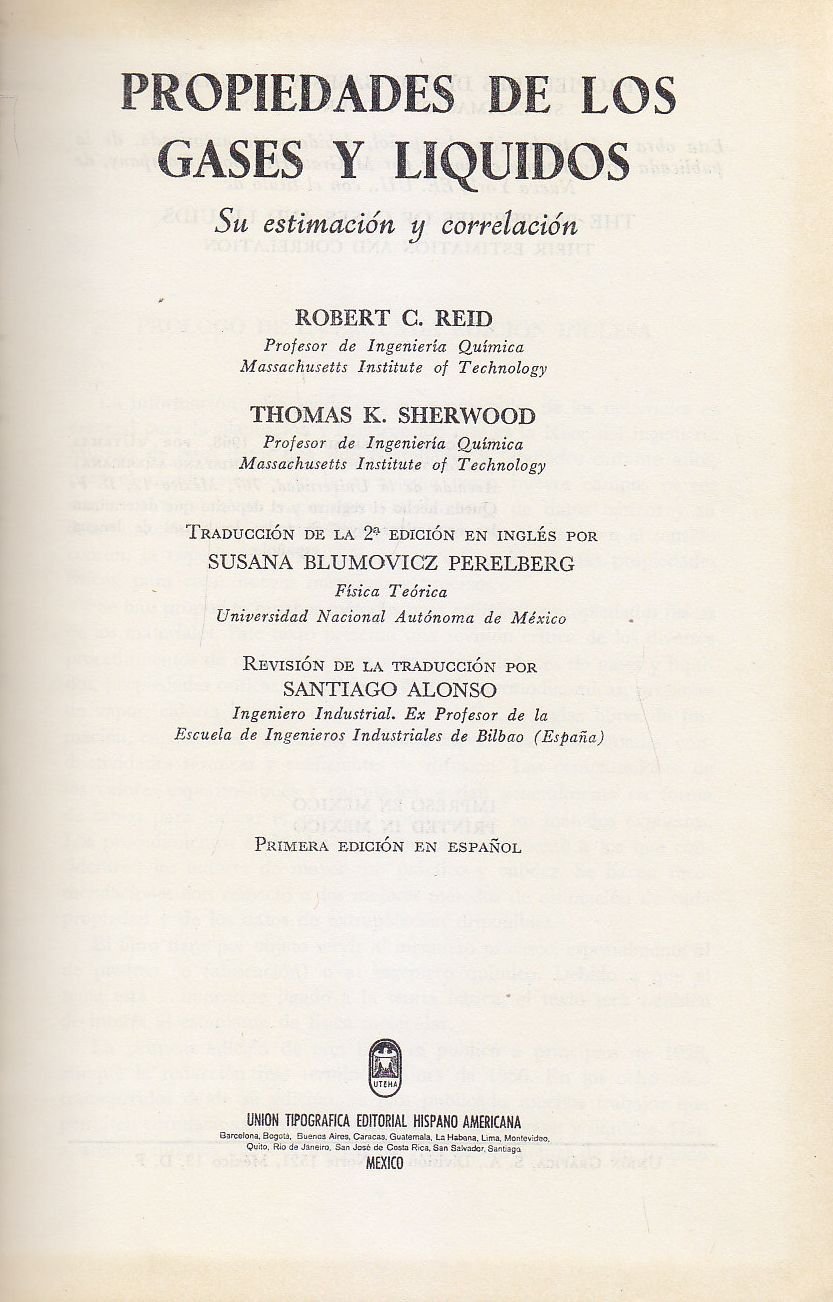 PROPIEDADES DE LOS
GASES Y LIQUIDOS
Su estimación y correlación
ROBERT C. REID
Profesor de Ingeniería Química
Massachusetts Institute of Technology
THOMAS K. SHERWOOD
Profesor de Ingeniería Química
Massachusetts Institute of Technology
TRADUCCIÓN DE LA 2ª EDICIÓN EN INGLÉS POR
SUSANA BLUMOVICZ PERELBERG
Física Teórica
Universidad Nacional Autónoma de México
REVISIÓN DE LA TRADUCCIÓN POR
SANTIAGO ALONSO
Ingeniero Industrial. Ex Profesor de la
Escuela de Ingenieros Industriales de Bilbao (España)
PRIMERA EDICIÓN EN ESPAÑOL
UTEHA
UNION TIPOGRAFICA EDITORIAL HISPANO AMERICANA
Barcelona, Bogotá, Buenos Aires, Caracas, Guatemala, La Habana, Lima, Montevideo,
Quito, Rio de Janeiro, San José de Costa Rica, San Salvador, Santiago
MEXICO